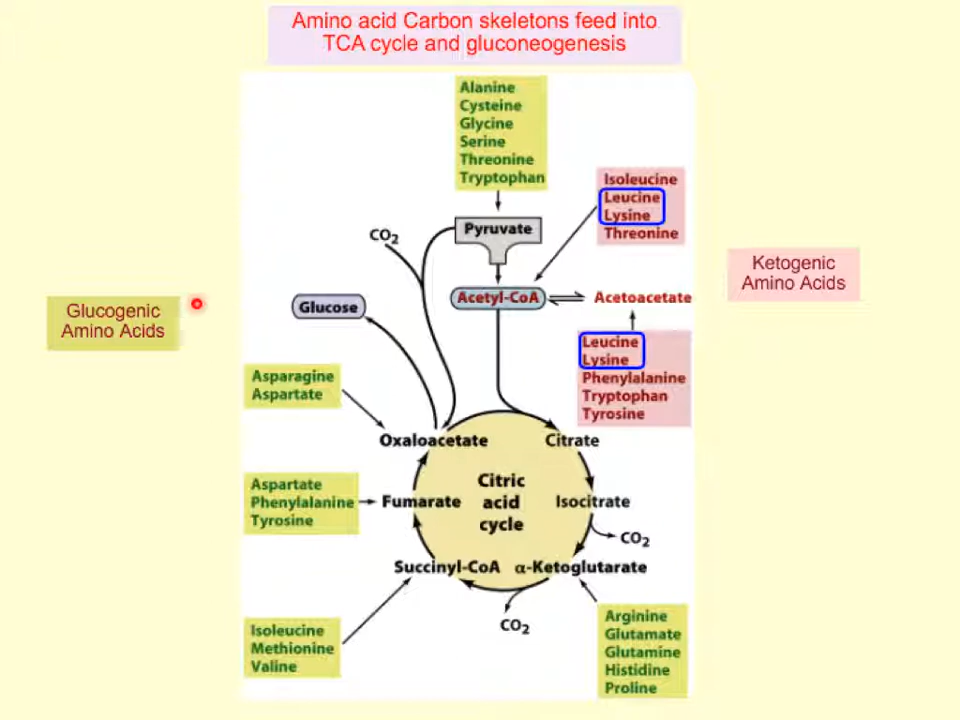 Amino acid Carbon skeletons feed into
TCA cycle and gluconeogenesis
Alanine
Cysteine
Glycine
Serine
Threonine
Tryptophan
Isoleucine
Leucine
Lysine
Threonine
Pyruvate
CO2
Ketogenic
Amino Acids
Glucogenic
Amino Acids
Glucose
Acetyl-CoA
Acetoacetate
Leucine
Lysine
Phenylalanine
Tryptophan
Tyrosine
Asparagine
Aspartate
Oxaloacetate
Citrate
Aspartate
Phenylalanine
Tyrosine
Fumarate
Citric
acid
cycle
Isocitrate
CO2
Succinyl-CoA
α-Ketoglutarate
CO2
Isoleucine
Methionine
Valine
Arginine
Glutamate
Glutamine
Histidine
Proline